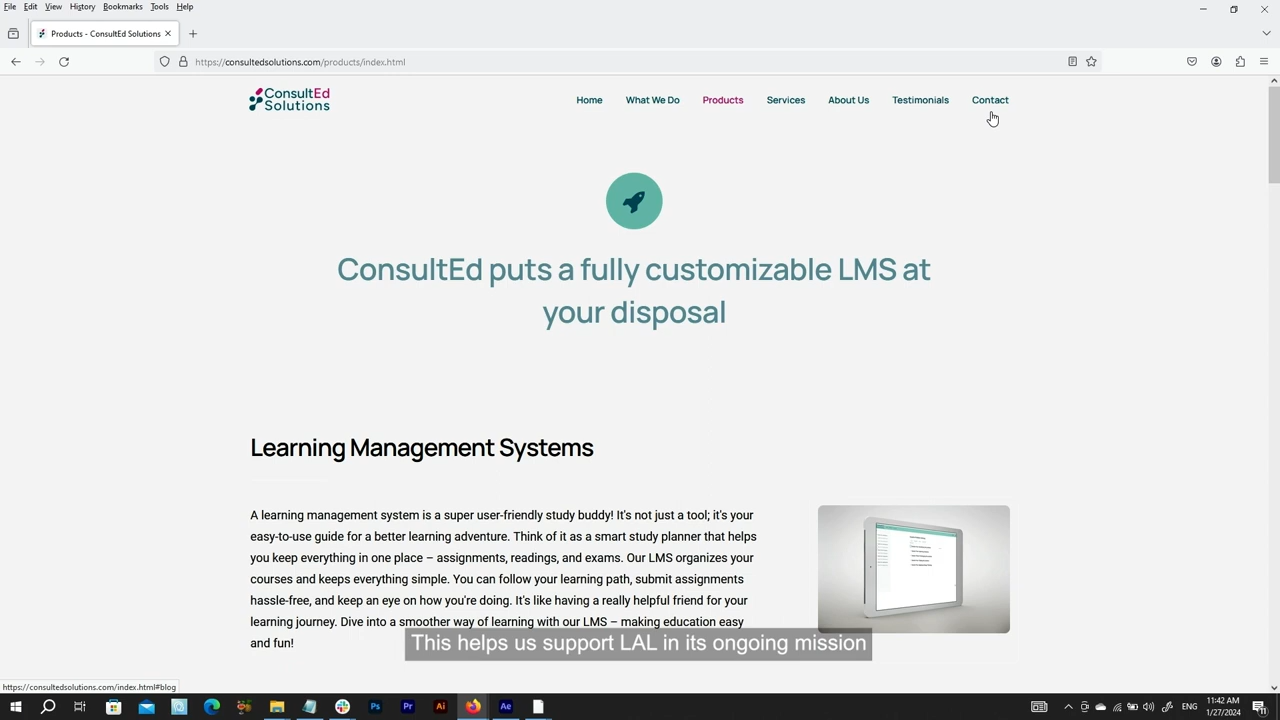 File Edit View History Bookmarks Tools Help
Products - ConsultEd Solutions
https://consultedsolutions.com/products/index.html
ConsultEd
Solutions
Home What We Do Products Services About Us Testimonials Contact
ConsultEd puts a fully customizable LMS at
your disposal
Learning Management Systems
A learning management system is a super user-friendly study buddy! It's not just a tool; it's your
easy-to-use guide for a better learning adventure. Think of it as a smart study planner that helps
you keep everything in one place – assignments, readings, and exams. Our LMS organizes your
courses and keeps everything simple. You can follow your learning path, submit assignments
hassle-free, and keep an eye on how you're doing. It's like having a really helpful friend for your
learning journey. Dive into a smoother way of learning with our LMS – making education easy
and fun!
This helps us support LAL in its ongoing mission
https://consultedsolutions.com/index.html#blog
Ps Pr Ai Ae
ENG
11:42 AM
1/27/2024